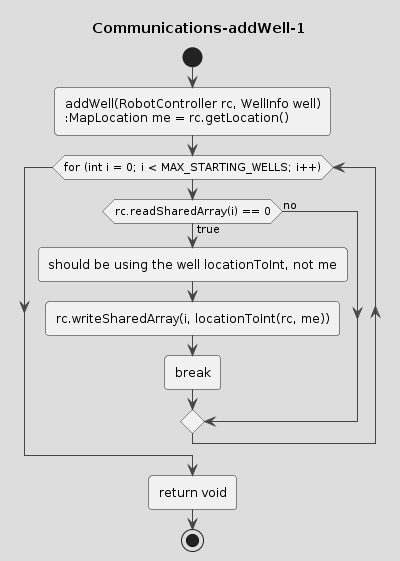 Communications-addWell-1
addWell(RobotController rc, WellInfo well)
:MapLocation me = rc.getLocation()
for (int i = 0; i < MAX_STARTING_WELLS; i++)
rc.readSharedArray(i) == 0
no
true
should be using the well locationToInt, not me
rc.writeSharedArray(i, locationToInt(rc, me))
break
return void